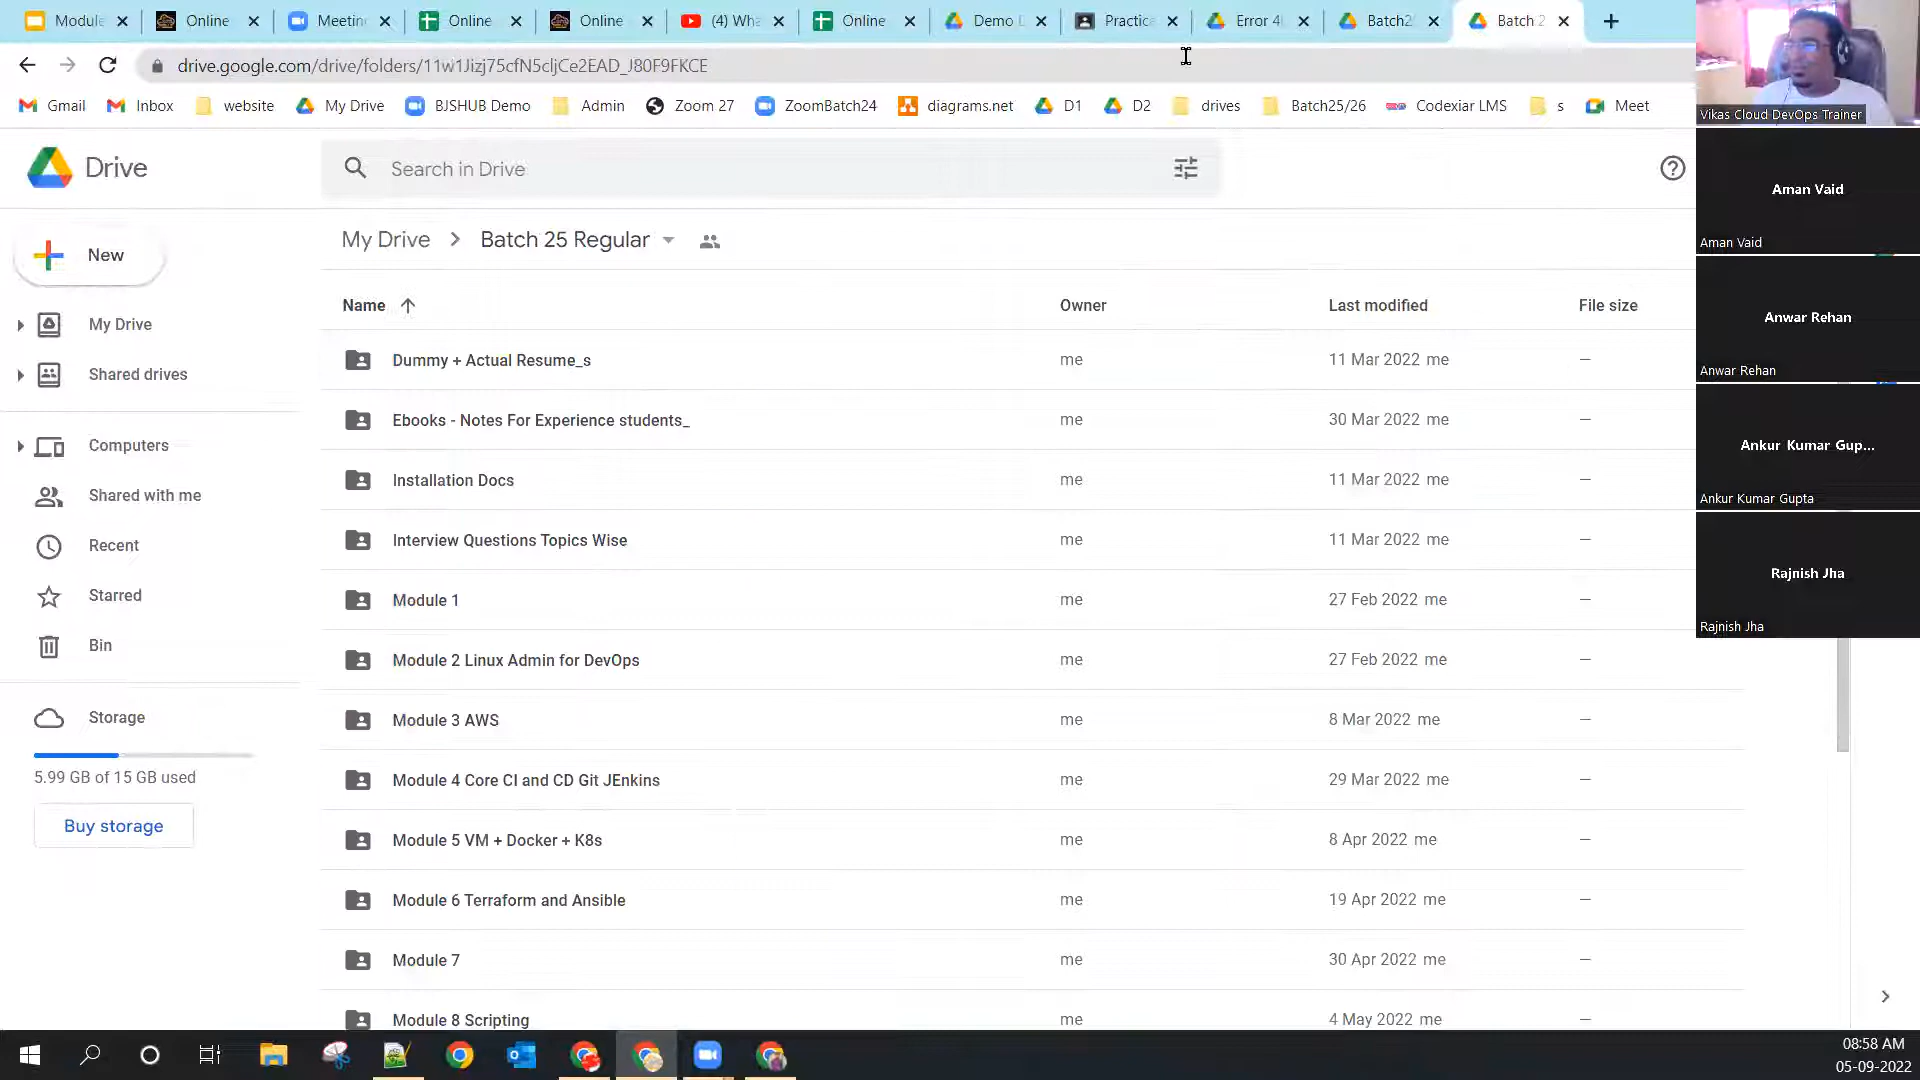 Module
Online
Meetin
Online
Online
(4) Wha
Online
Demo
Practice
Error 4
Batch2
Batch 2
drive.google.com/drive/folders/11w1Jizj75cfN5cljCe2EAD_J80F9FKCE
Gmail
Inbox
website
My Drive
BJSHUB Demo
Admin
Zoom 27
ZoomBatch24
diagrams.net
D1
D2
drives
Batch25/26
Codexiar LMS
s
Meet
Vikas Cloud DevOps Trainer
Drive
Search in Drive
Aman Vaid
Aman Vaid
New
My Drive > Batch 25 Regular
Name
Owner
Last modified
File size
Anwar Rehan
Anwar Rehan
My Drive
Shared drives
Computers
Shared with me
Recent
Starred
Bin
Storage
5.99 GB of 15 GB used
Buy storage
Dummy + Actual Resume_s me 11 Mar 2022 me —
Ebooks - Notes For Experience students_ me 30 Mar 2022 me —
Installation Docs me 11 Mar 2022 me —
Interview Questions Topics Wise me 11 Mar 2022 me —
Module 1 me 27 Feb 2022 me —
Module 2 Linux Admin for DevOps me 27 Feb 2022 me —
Module 3 AWS me 8 Mar 2022 me —
Module 4 Core CI and CD Git JEnkins me 29 Mar 2022 me —
Module 5 VM + Docker + K8s me 8 Apr 2022 me —
Module 6 Terraform and Ansible me 19 Apr 2022 me —
Module 7 me 30 Apr 2022 me —
Module 8 Scripting me 4 May 2022 me —
Ankur Kumar Gup...
Ankur Kumar Gupta
Rajnish Jha
Rajnish Jha
08:58 AM
05-09-2022